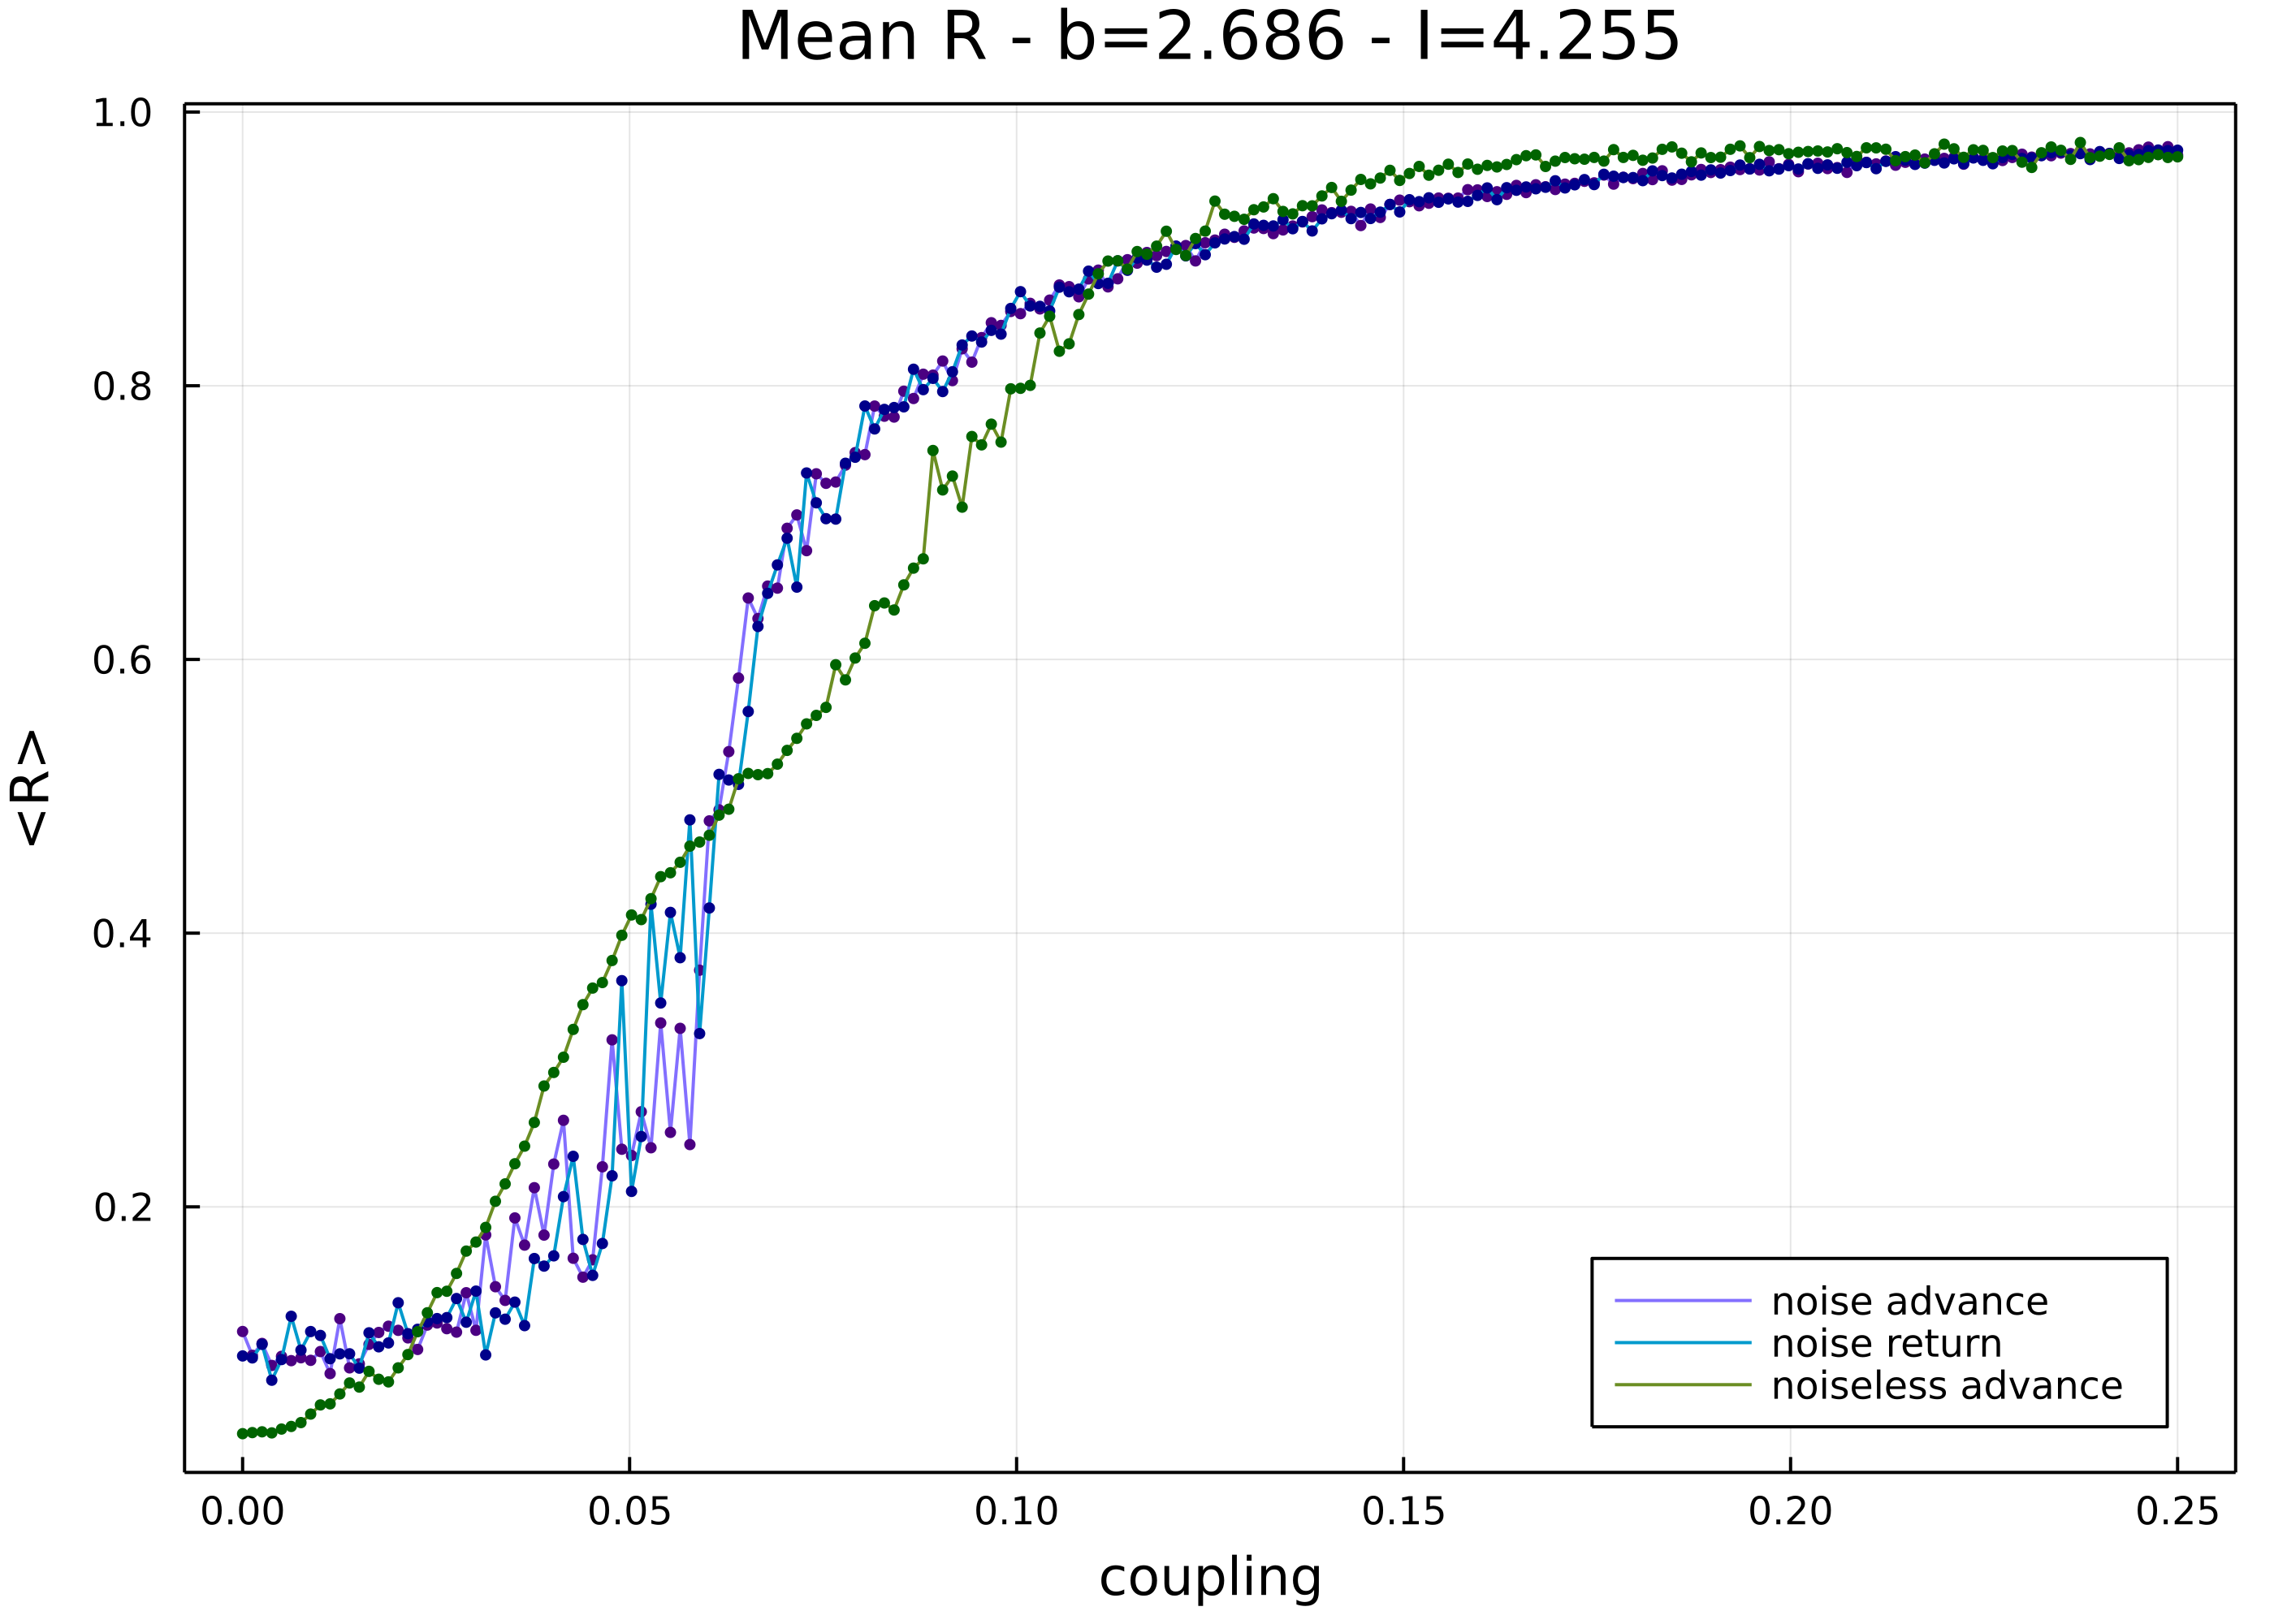 Mean R - b=2.686 - I=4.255
1.0
0.8
0.6
0.4
0.2
<R>
noise advance
noise return
noiseless advance
0.00 0.05 0.10 0.15 0.20 0.25
coupling